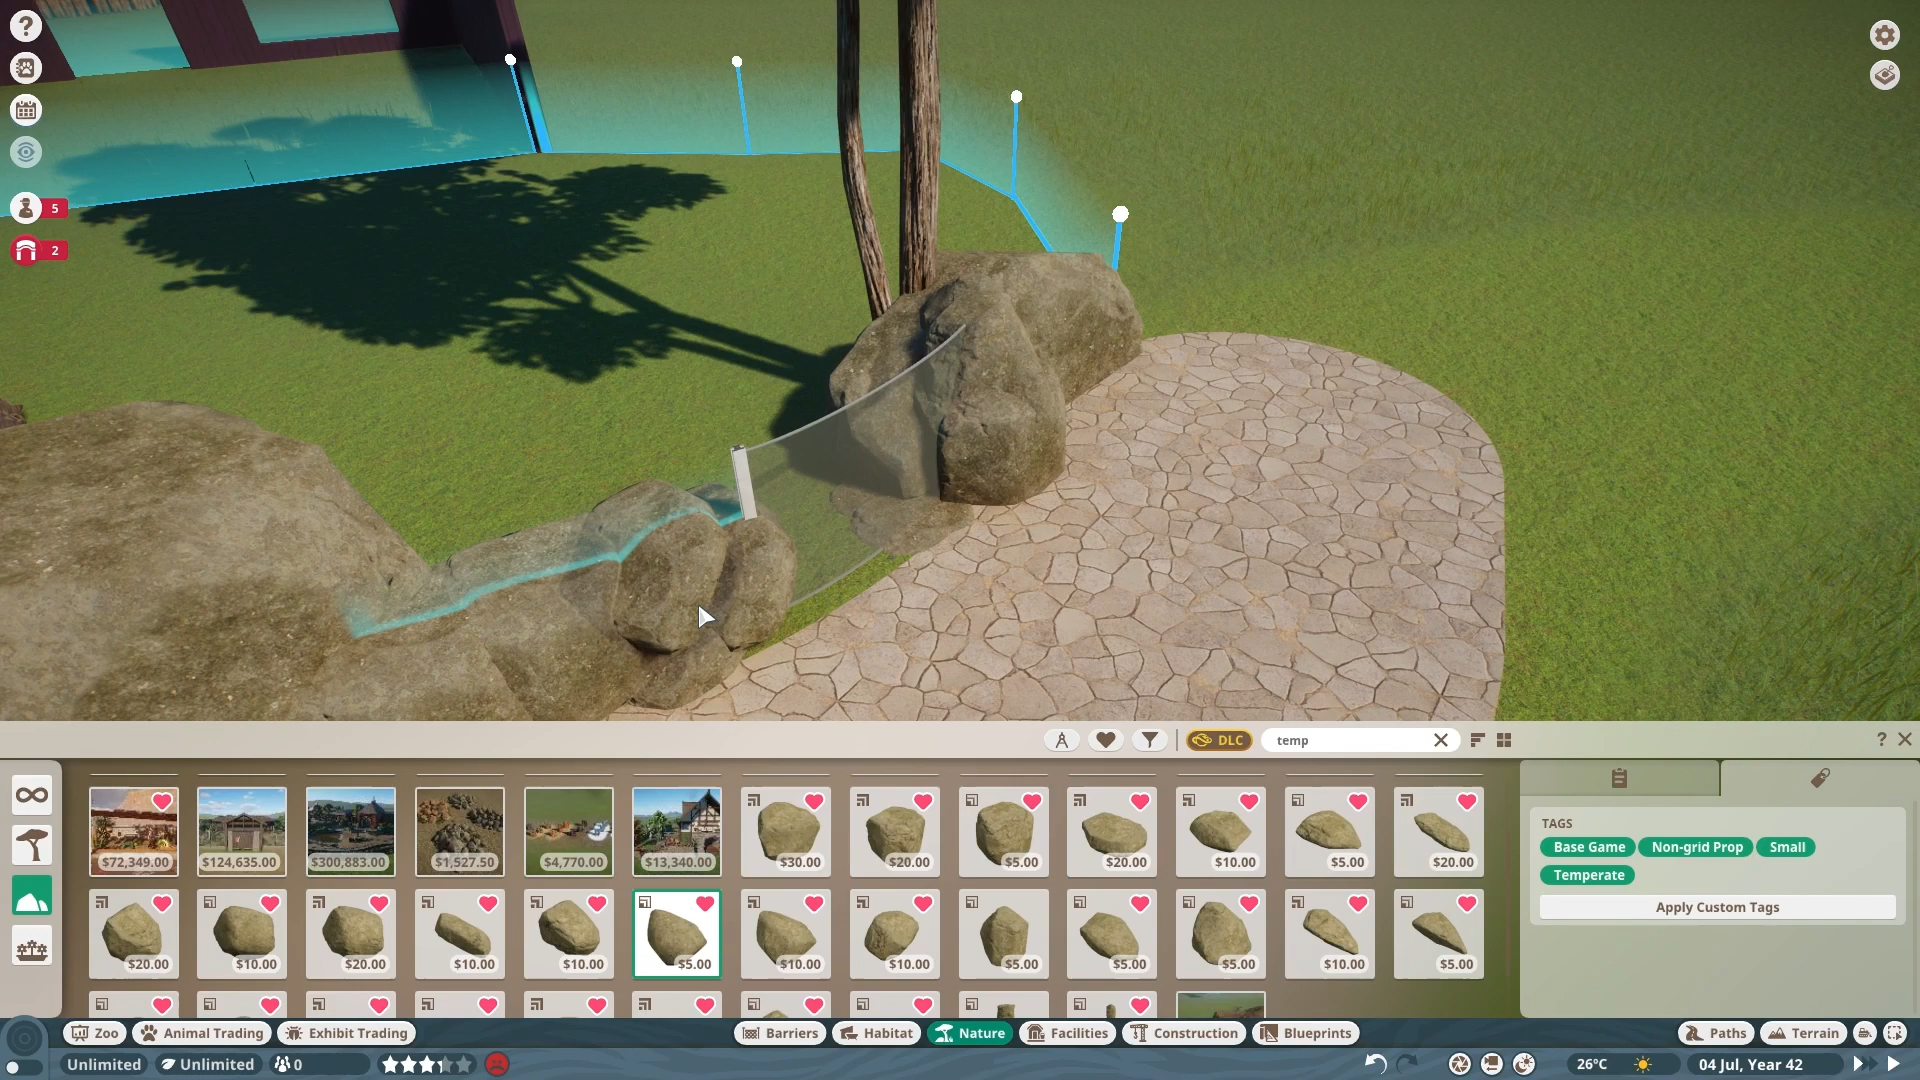 ?
5
2
DLC
temp
?
$72,349.00
$124,635.00
$300,883.00
$1,527.50
$4,770.00
$13,340.00
$30.00
$20.00
$5.00
$20.00
$10.00
$5.00
$20.00
$20.00
$10.00
$20.00
$10.00
$10.00
$5.00
$10.00
$10.00
$5.00
$5.00
$5.00
$10.00
$5.00
TAGS
Base Game
Non-grid Prop
Small
Temperate
Apply Custom Tags
Zoo
Animal Trading
Exhibit Trading
Barriers
Habitat
Nature
Facilities
Construction
Blueprints
Paths
Terrain
Unlimited
Unlimited
0
26°C
04 Jul, Year 42